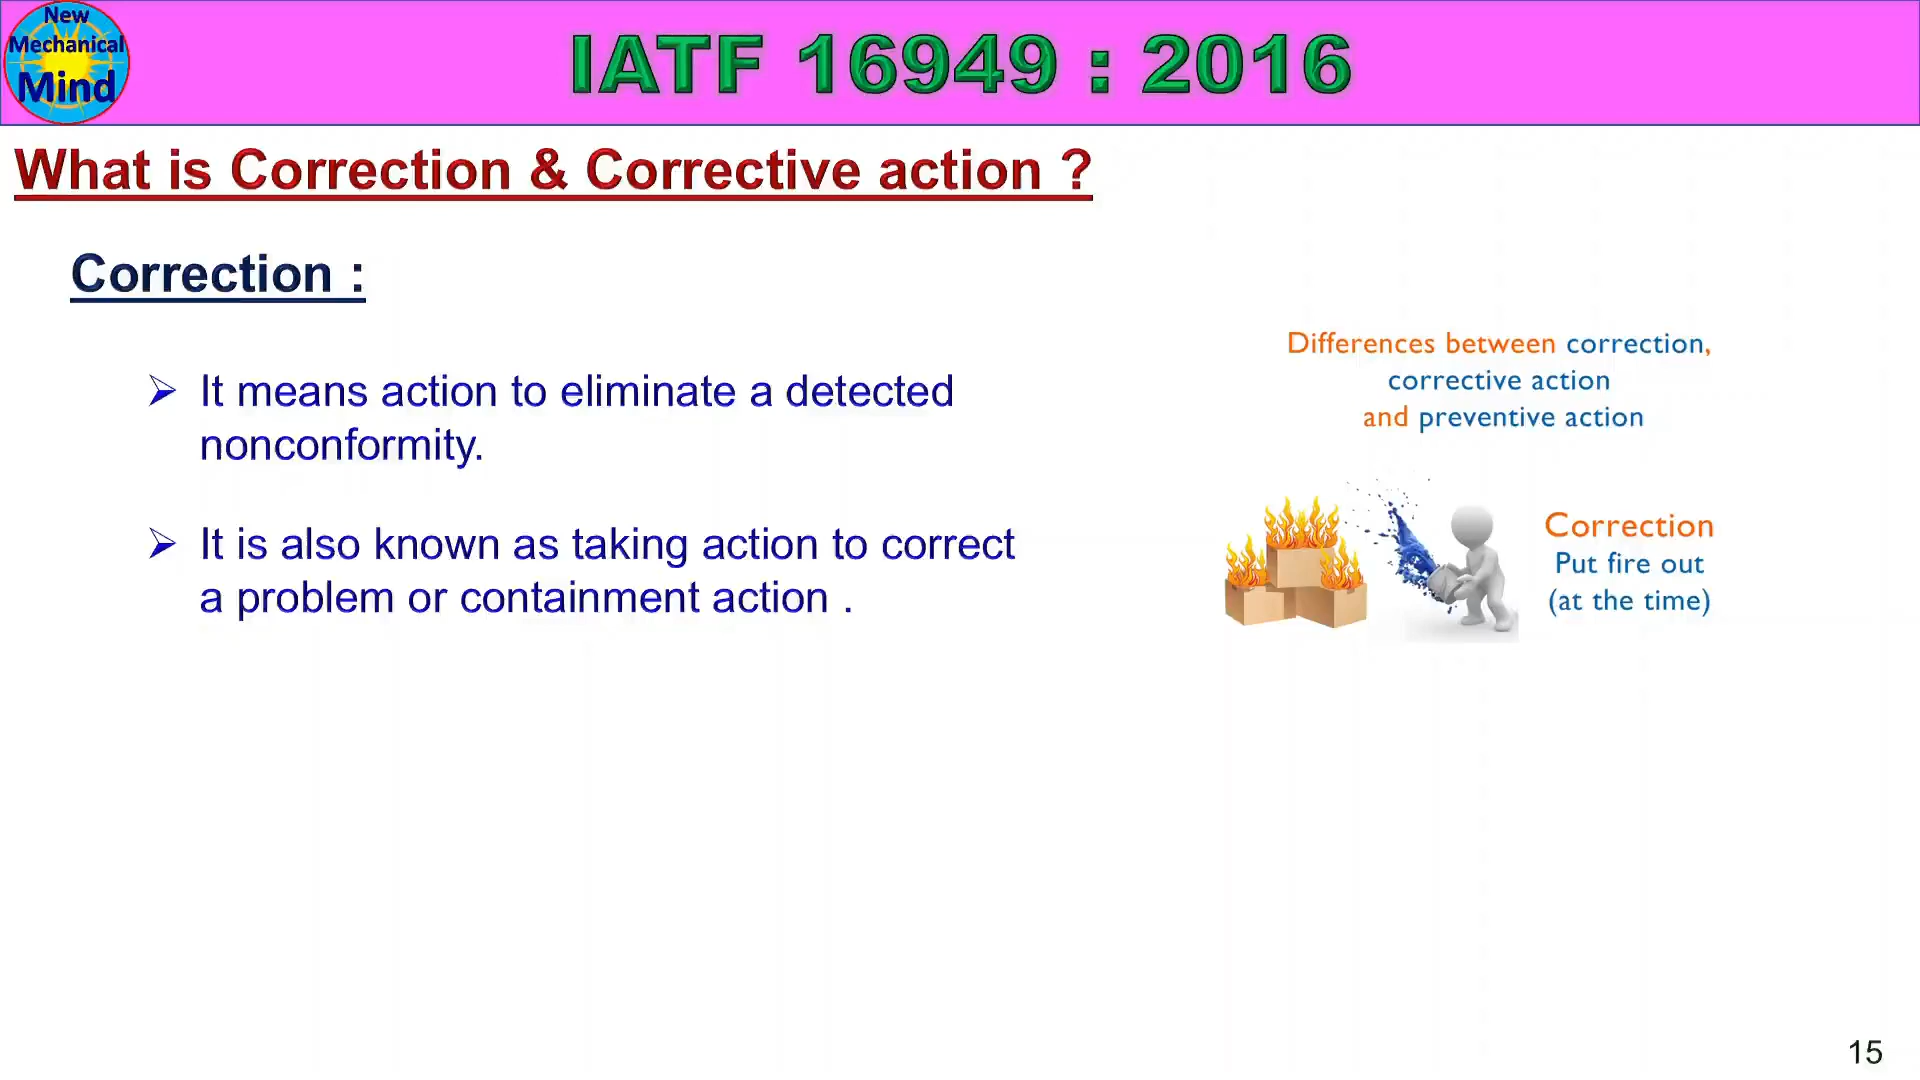 New
Mechanical
Mind
IATF 16949 : 2016
What is Correction & Corrective action ?
Correction :
➢ It means action to eliminate a detected
nonconformity.
➢ It is also known as taking action to correct
a problem or containment action .
Differences between correction,
corrective action
and preventive action
Correction
Put fire out
(at the time)
15